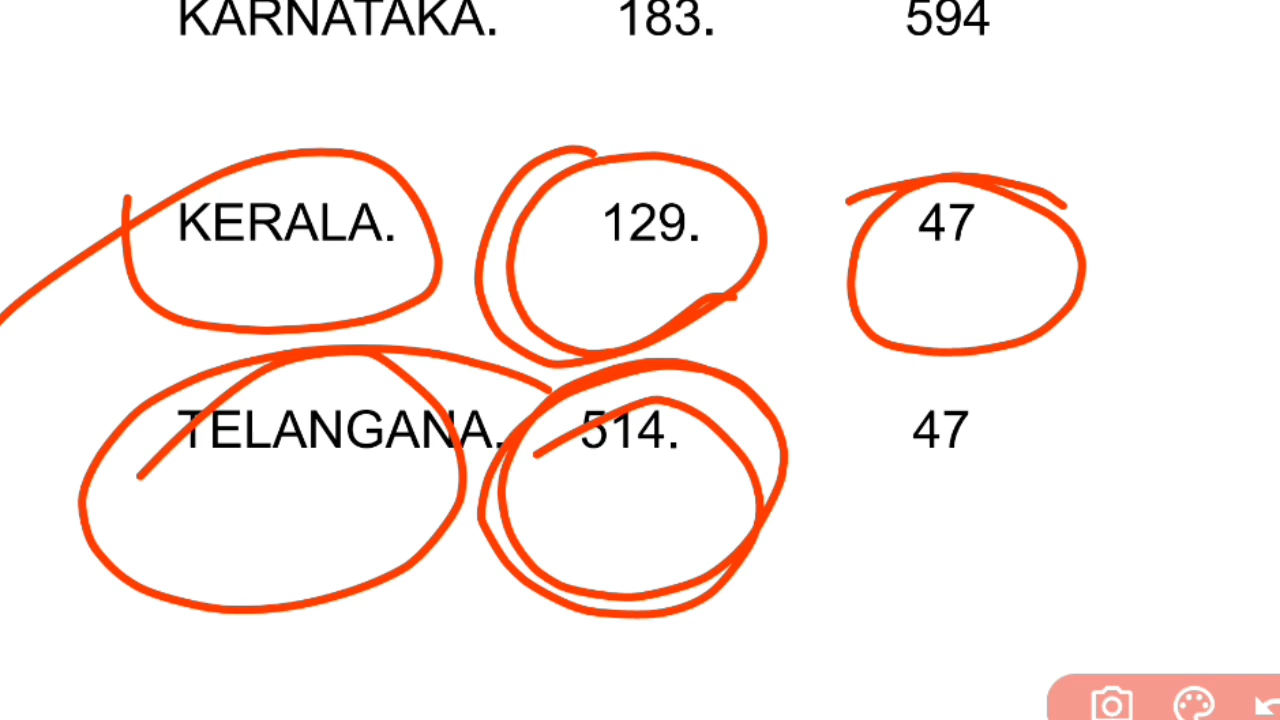 KARNATAKA. 183. 594
KERALA. 129. 47
TELANGANA. 514. 47